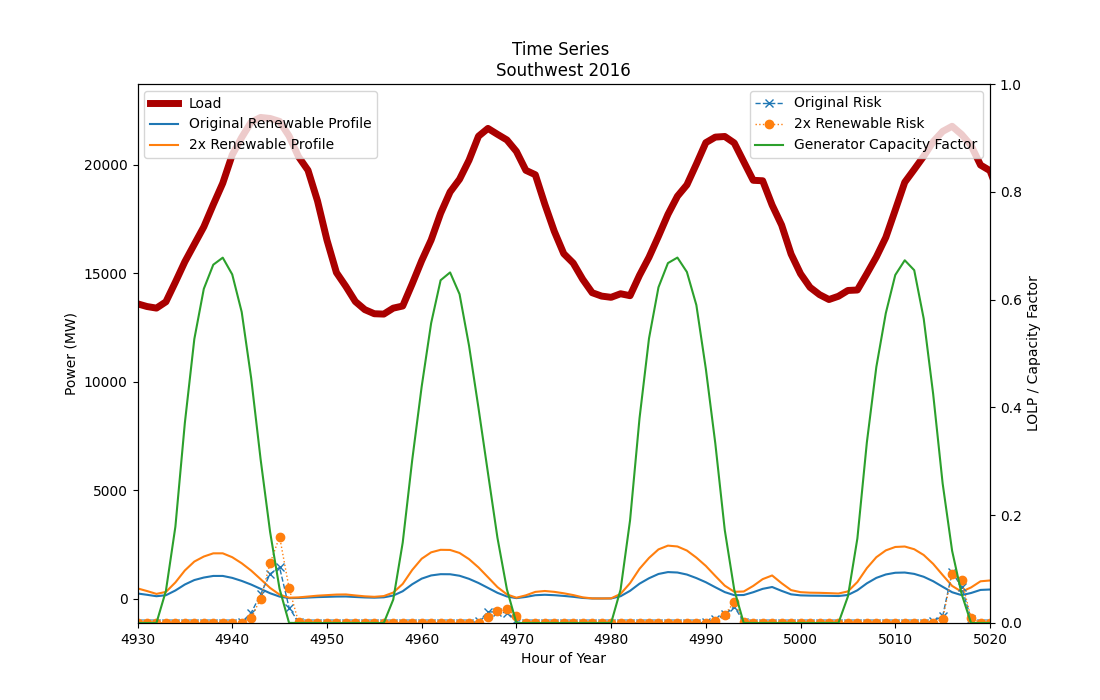 Time Series
Southwest 2016
Load
Original Renewable Profile
2x Renewable Profile
Original Risk
2x Renewable Risk
Generator Capacity Factor
20000
15000
10000
5000
0
Power (MW)
1.0
0.8
0.6
0.4
0.2
0.0
LOLP / Capacity Factor
4930 4940 4950 4960 4970 4980 4990 5000 5010 5020
Hour of Year